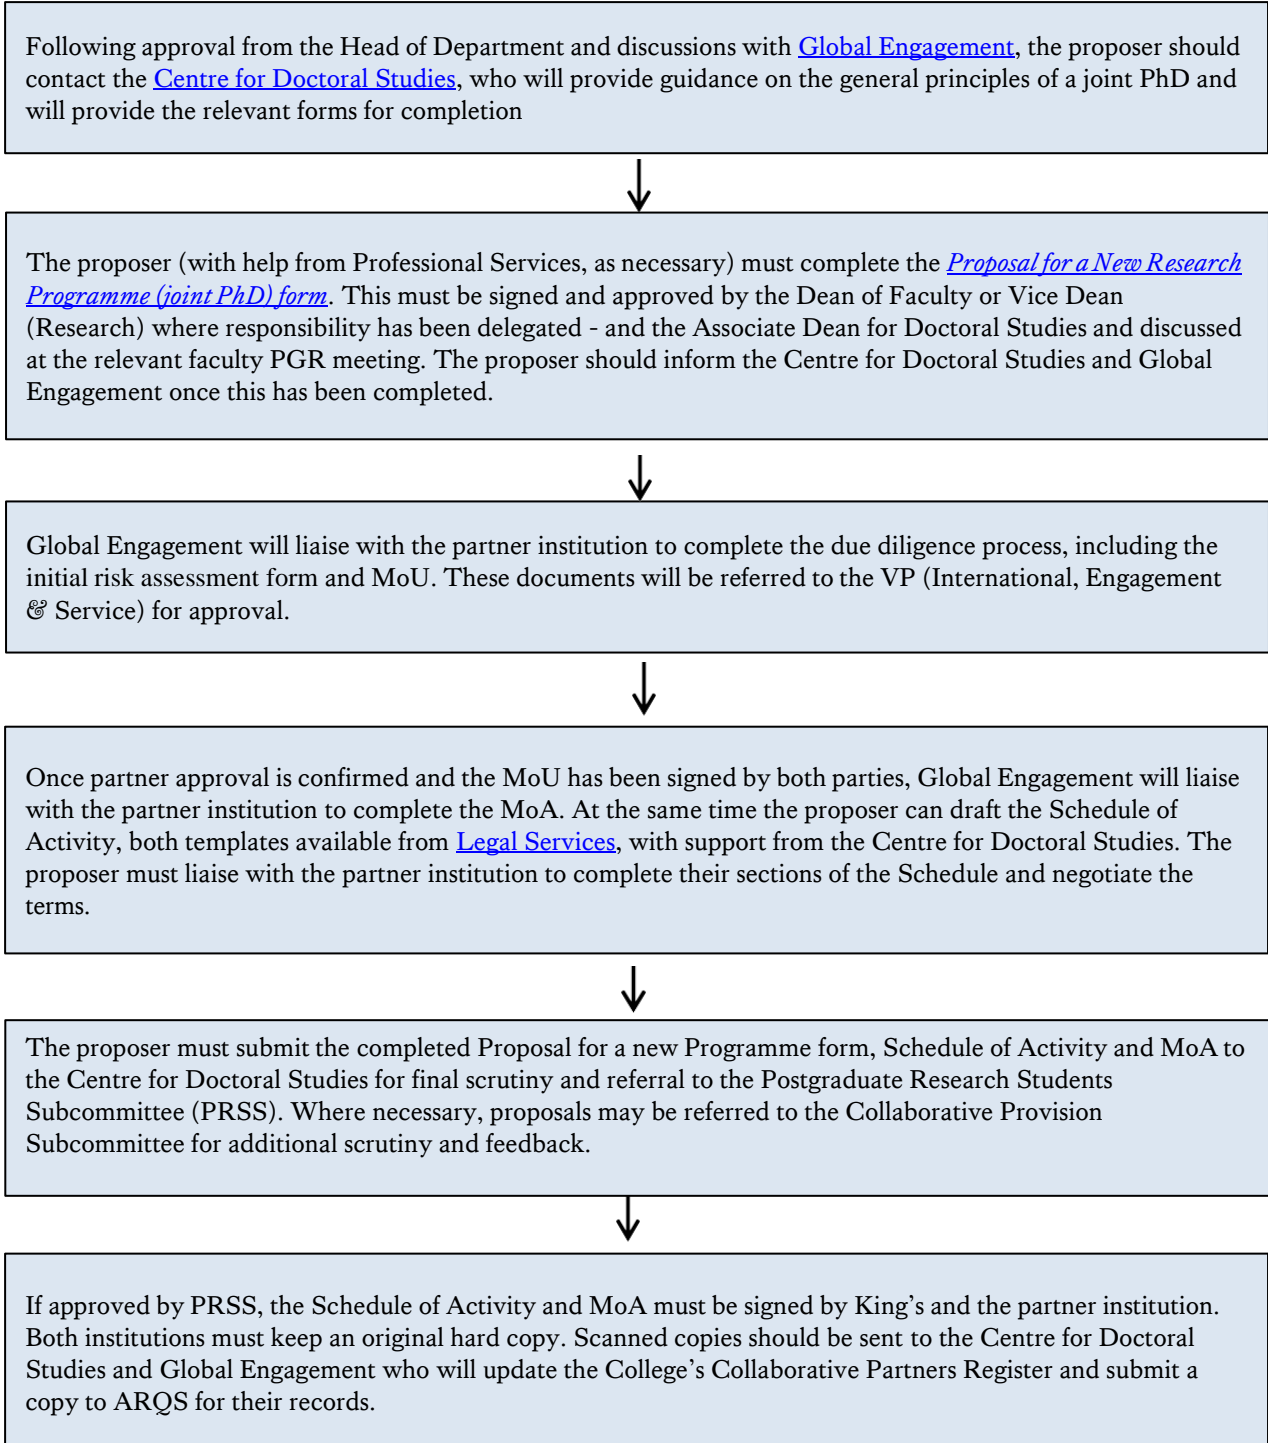 Following approval from the Head of Department and discussions with Global Engagement, the proposer should
contact the Centre for Doctoral Studies, who will provide guidance on the general principles of a joint PhD and
will provide the relevant forms for completion
The proposer (with help from Professional Services, as necessary) must complete the Proposal for a New Research
Programme (joint PhD) form. This must be signed and approved by the Dean of Faculty or Vice Dean
(Research) where responsibility has been delegated - and the Associate Dean for Doctoral Studies and discussed
at the relevant faculty PGR meeting. The proposer should inform the Centre for Doctoral Studies and Global
Engagement once this has been completed.
Global Engagement will liaise with the partner institution to complete the due diligence process, including the
initial risk assessment form and MoU. These documents will be referred to the VP (International, Engagement
& Service) for approval.
Once partner approval is confirmed and the MoU has been signed by both parties, Global Engagement will liaise
with the partner institution to complete the MoA. At the same time the proposer can draft the Schedule of
Activity, both templates available from Legal Services, with support from the Centre for Doctoral Studies. The
proposer must liaise with the partner institution to complete their sections of the Schedule and negotiate the
terms.
The proposer must submit the completed Proposal for a new Programme form, Schedule of Activity and MoA to
the Centre for Doctoral Studies for final scrutiny and referral to the Postgraduate Research Students
Subcommittee (PRSS). Where necessary, proposals may be referred to the Collaborative Provision
Subcommittee for additional scrutiny and feedback.
If approved by PRSS, the Schedule of Activity and MoA must be signed by King’s and the partner institution.
Both institutions must keep an original hard copy. Scanned copies should be sent to the Centre for Doctoral
Studies and Global Engagement who will update the College’s Collaborative Partners Register and submit a
copy to ARQS for their records.